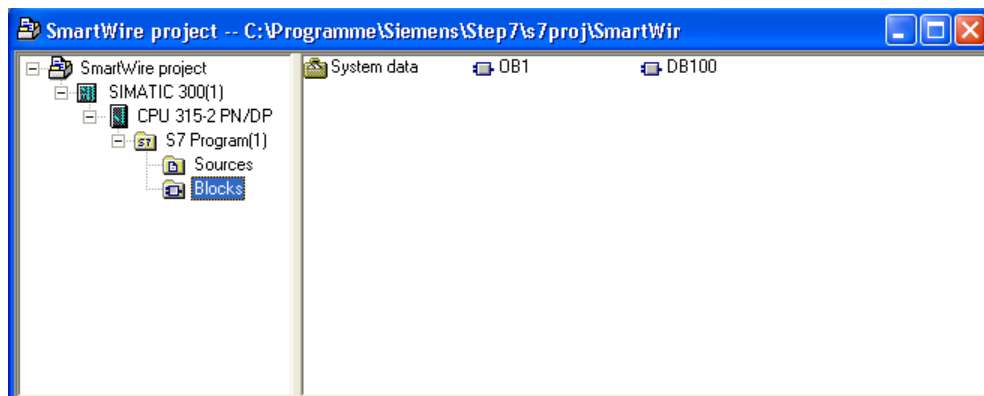 SmartWire project -- C:\Programme\Siemens\Step7\s7proj\SmartWir
SmartWire project
SIMATIC 300(1)
CPU 315-2 PN/DP
S7 Program(1)
Sources
Blocks
System data OB1 DB100